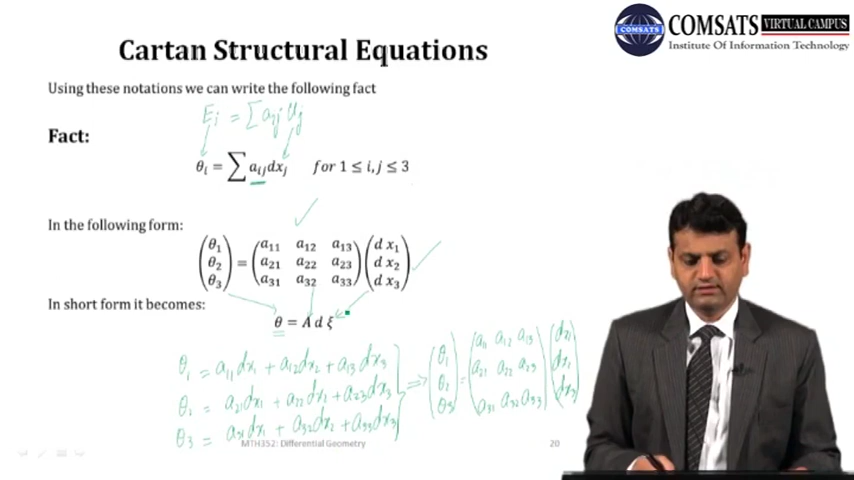 COMSATS
COMSATS VIRTUAL CAMPUS
Institute Of Information Technology
Cartan Structural Equations
Using these notations we can write the following fact
Ei = Σ aij Uj
Fact:
θi = ∑ aij dxj for 1 ≤ i, j ≤ 3
In the following form:
(θ1 θ2 θ3) = (a11 a12 a13 a21 a22 a23 a31 a32 a33) (d x1 d x2 d x3)
In short form it becomes:
θ = A d ξ
θ1 = a11dx1 + a12dx2 + a13dx3
θ2 = a21dx1 + a22dx2 + a23dx3
θ3 = a31dx1 + a32dx2 + a33dx3
⇒ (θ1 θ2 θ3) = (a11 a12 a13 a21 a22 a23 a31 a32 a33) (dx1 dx2 dx3)
MTH352: Differential Geometry
20